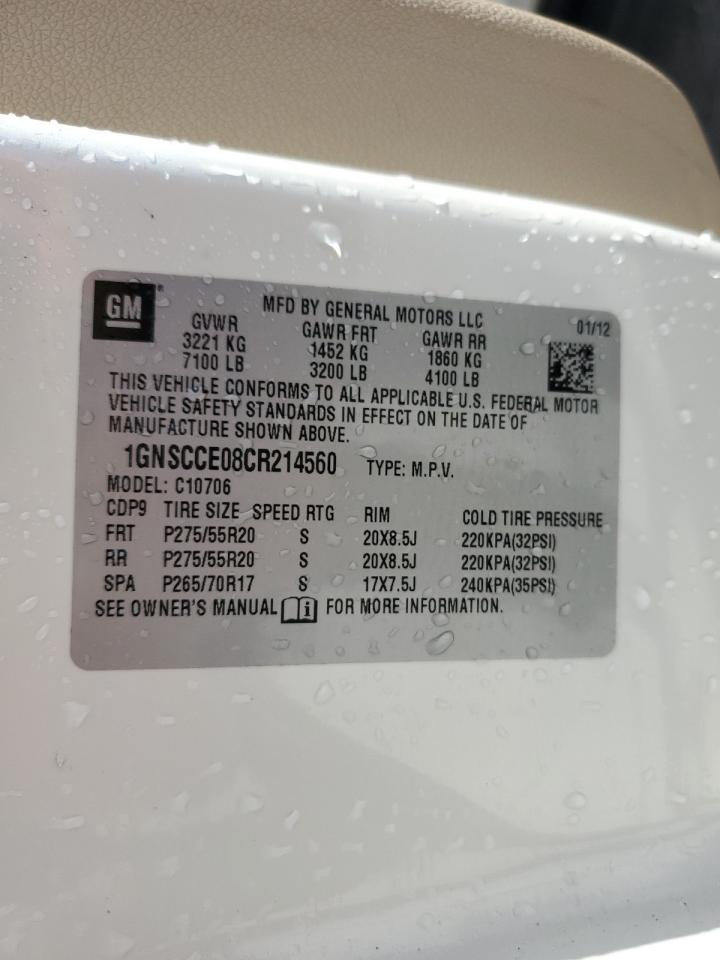 GM
MFD BY GENERAL MOTORS LLC 01/12
GVWR GAWR FRT GAWR RR
3221 KG 1452 KG 1860 KG
7100 LB 3200 LB 4100 LB
THIS VEHICLE CONFORMS TO ALL APPLICABLE U.S. FEDERAL MOTOR
VEHICLE SAFETY STANDARDS IN EFFECT ON THE DATE OF
MANUFACTURE SHOWN ABOVE.
1GNSCCE08CR214560 TYPE: M.P.V.
MODEL: C10706
CDP9 TIRE SIZE SPEED RTG RIM COLD TIRE PRESSURE
FRT P275/55R20 S 20X8.5J 220KPA(32PSI)
RR P275/55R20 S 20X8.5J 220KPA(32PSI)
SPA P265/70R17 S 17X7.5J 240KPA(35PSI)
SEE OWNER'S MANUAL i FOR MORE INFORMATION.